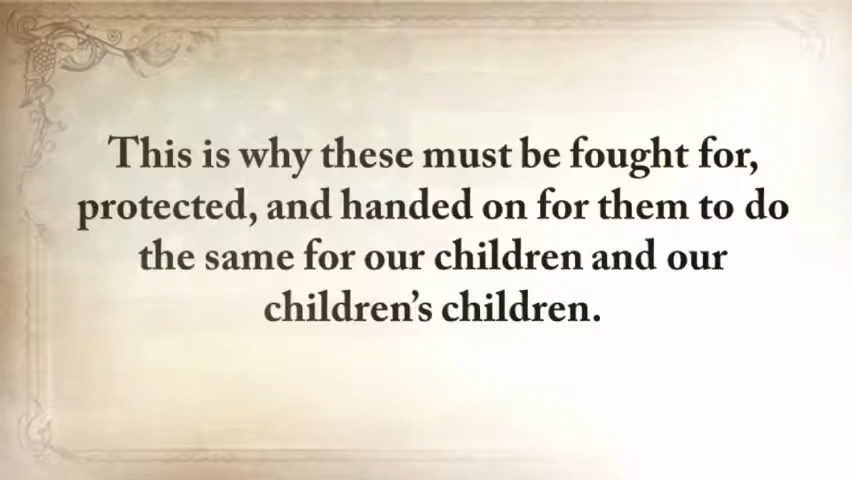 This is why these must be fought for,
protected, and handed on for them to do
the same for our children and our
children’s children.